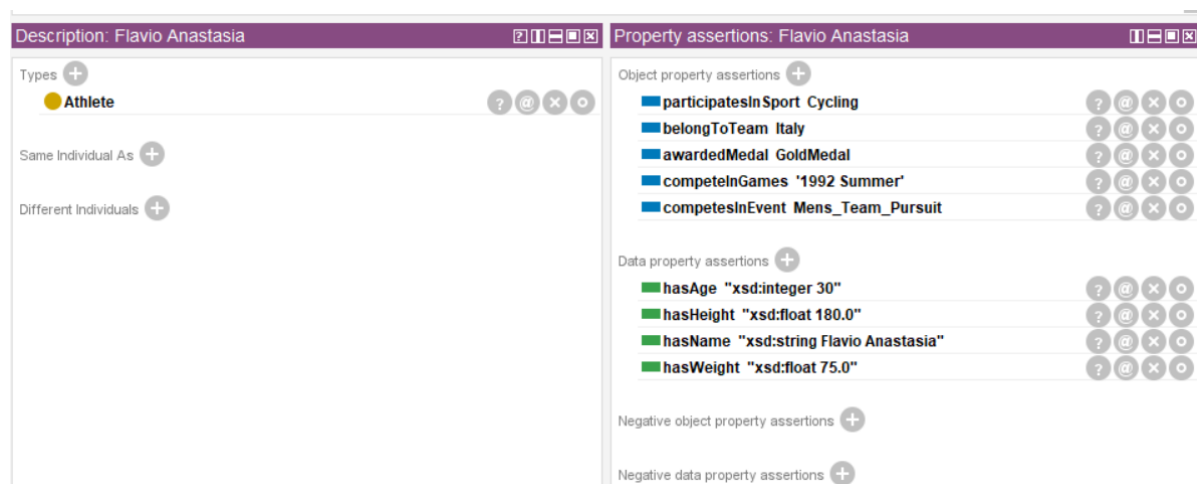 Description: Flavio Anastasia
Types
Athlete
Same Individual As
Different Individuals
Property assertions: Flavio Anastasia
Object property assertions
participatesInSport Cycling
belongToTeam Italy
awardedMedal GoldMedal
competeInGames '1992 Summer'
competesInEvent Mens_Team_Pursuit
Data property assertions
hasAge "xsd:integer 30"
hasHeight "xsd:float 180.0"
hasName "xsd:string Flavio Anastasia"
hasWeight "xsd:float 75.0"
Negative object property assertions
Negative data property assertions